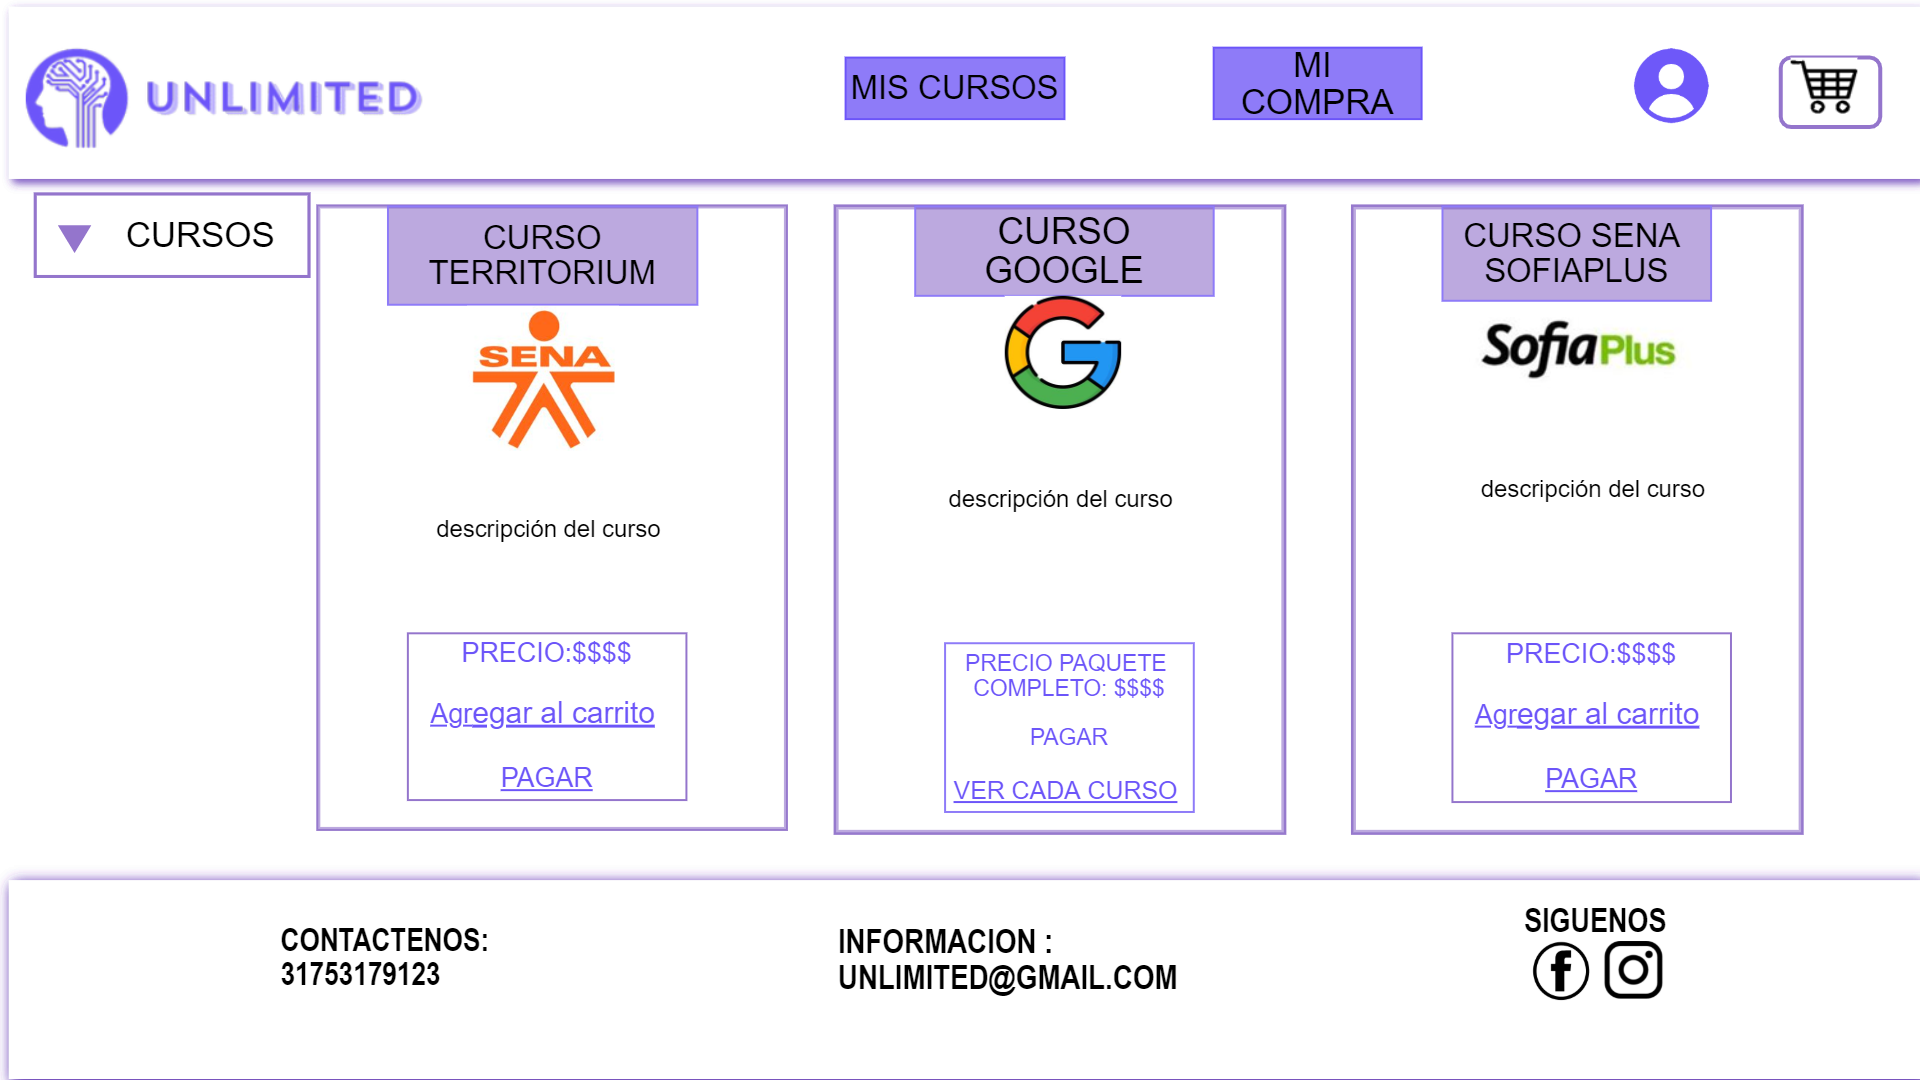 UNLIMITED
MIS CURSOS
MI
COMPRA
CURSOS
CURSO
TERRITORIUM
SENA
descripción del curso
PRECIO:$$$$
Agregar al carrito
PAGAR
CURSO
GOOGLE
G
descripción del curso
PRECIO PAQUETE
COMPLETO: $$$$
PAGAR
VER CADA CURSO
CURSO SENA
SOFIAPLUS
Sofia Plus
descripción del curso
PRECIO:$$$$
Agregar al carrito
PAGAR
CONTACTENOS:
31753179123
INFORMACION :
UNLIMITED@GMAIL.COM
SIGUENOS